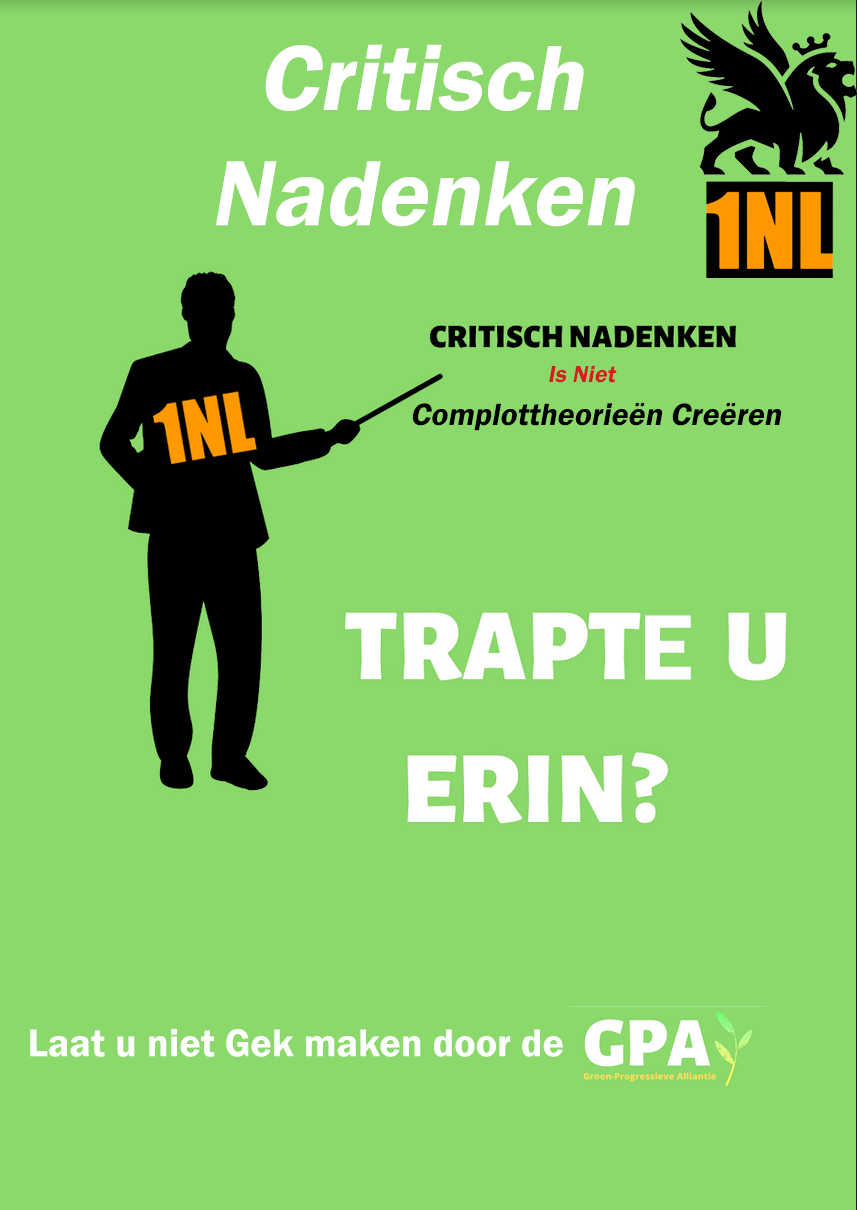 Critisch
Nadenken
1NL
CRITISCH NADENKEN
Is Niet
Complottheorieën Creëren
1NL
TRAPTE U
ERIN?
Laat u niet Gek maken door de
GPA
Groen-Progressieve Alliantie